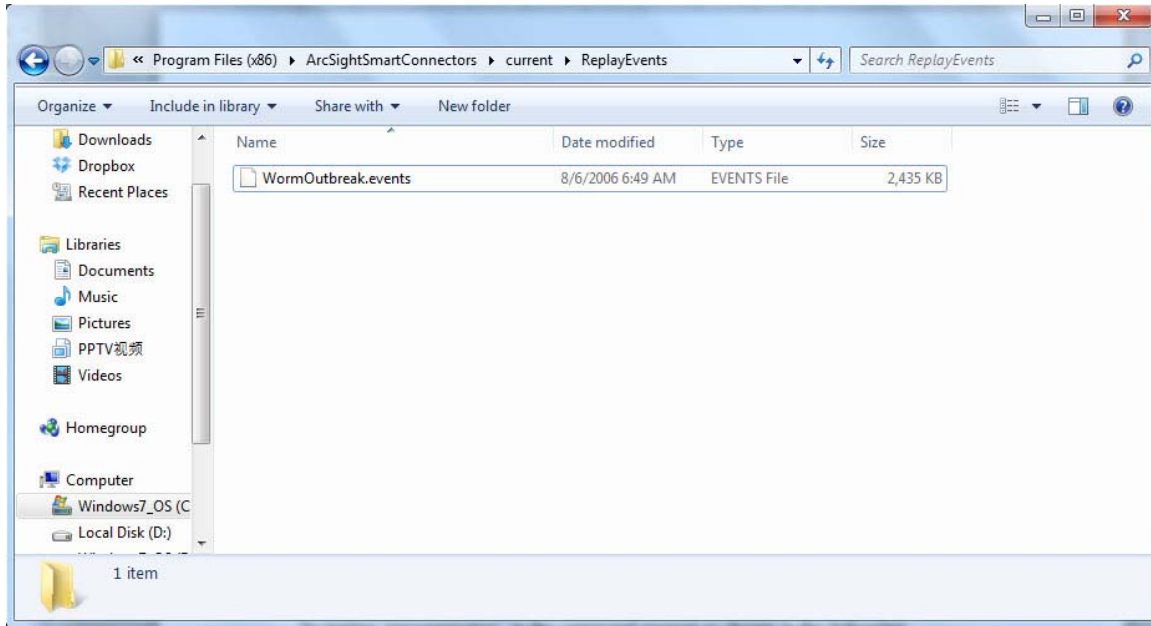 « Program Files (x86) ▸ ArcSightSmartConnectors ▸ current ▸ ReplayEvents
Search ReplayEvents
Organize Include in library Share with New folder
Downloads
Dropbox
Recent Places
Libraries
Documents
Music
Pictures
PPTV视频
Videos
Homegroup
Computer
Windows7_OS (C
Local Disk (D:)
Name Date modified Type Size
WormOutbreak.events 8/6/2006 6:49 AM EVENTS File 2,435 KB
1 item